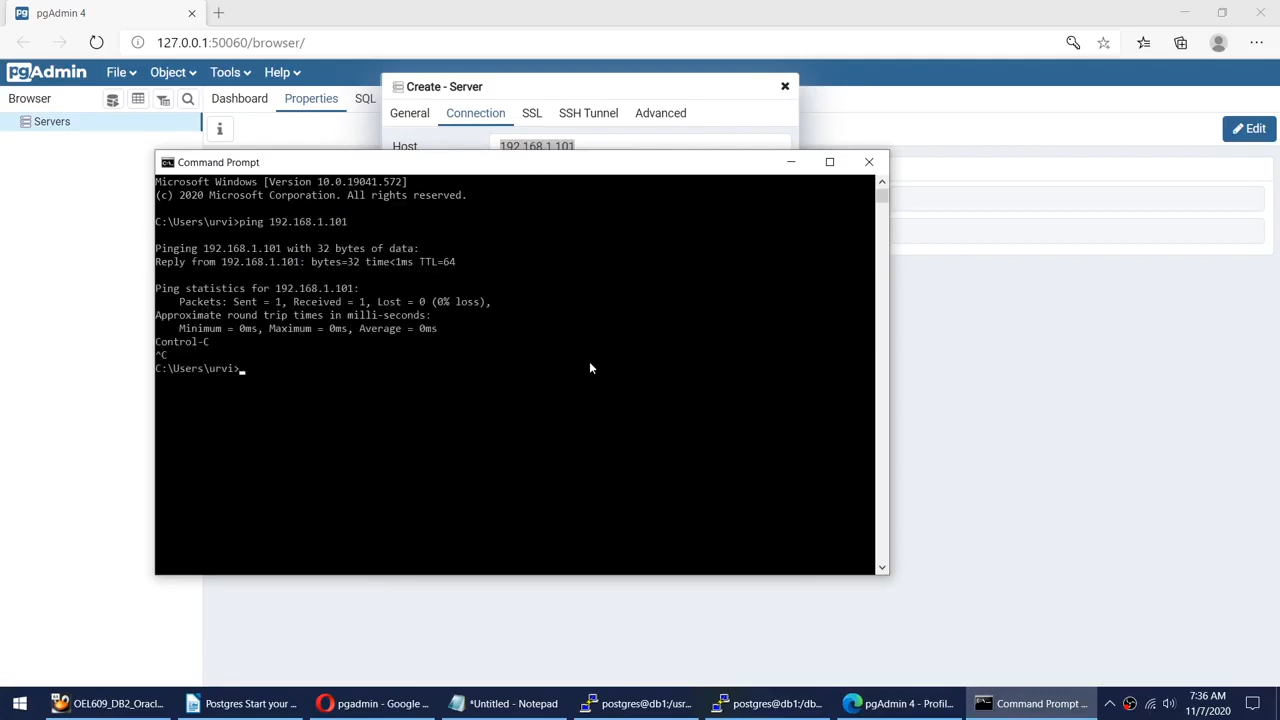 pgAdmin 4
127.0.0.1:50060/browser/
pgAdmin File Object Tools Help
Browser
Dashboard Properties SQL
Servers
i
Edit
Create - Server
General Connection SSL SSH Tunnel Advanced
Host 192.168.1.101
Command Prompt
Microsoft Windows [Version 10.0.19041.572]
(c) 2020 Microsoft Corporation. All rights reserved.
C:\Users\urvi>ping 192.168.1.101
Pinging 192.168.1.101 with 32 bytes of data:
Reply from 192.168.1.101: bytes=32 time<1ms TTL=64
Ping statistics for 192.168.1.101:
Packets: Sent = 1, Received = 1, Lost = 0 (0% loss),
Approximate round trip times in milli-seconds:
Minimum = 0ms, Maximum = 0ms, Average = 0ms
Control-C
^C
C:\Users\urvi>
OEL609_DB2_Oracl...
Postgres Start your ...
pgadmin - Google ...
*Untitled - Notepad
postgres@db1:/usr...
postgres@db1:/db...
pgAdmin 4 - Profil...
Command Prompt ...
7:36 AM
11/7/2020